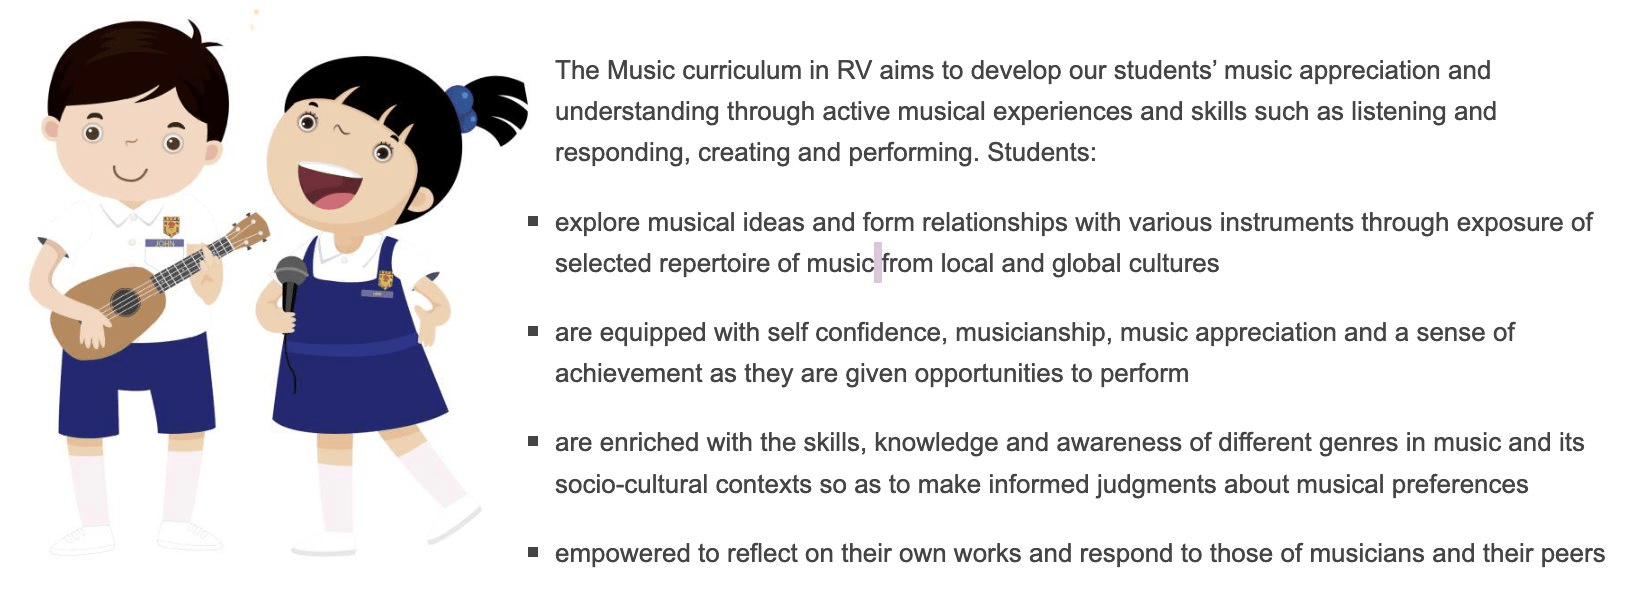 The Music curriculum in RV aims to develop our students’ music appreciation and
understanding through active musical experiences and skills such as listening and
responding, creating and performing. Students:
explore musical ideas and form relationships with various instruments through exposure of
selected repertoire of music from local and global cultures
are equipped with self confidence, musicianship, music appreciation and a sense of
achievement as they are given opportunities to perform
are enriched with the skills, knowledge and awareness of different genres in music and its
socio-cultural contexts so as to make informed judgments about musical preferences
empowered to reflect on their own works and respond to those of musicians and their peers
JOHN